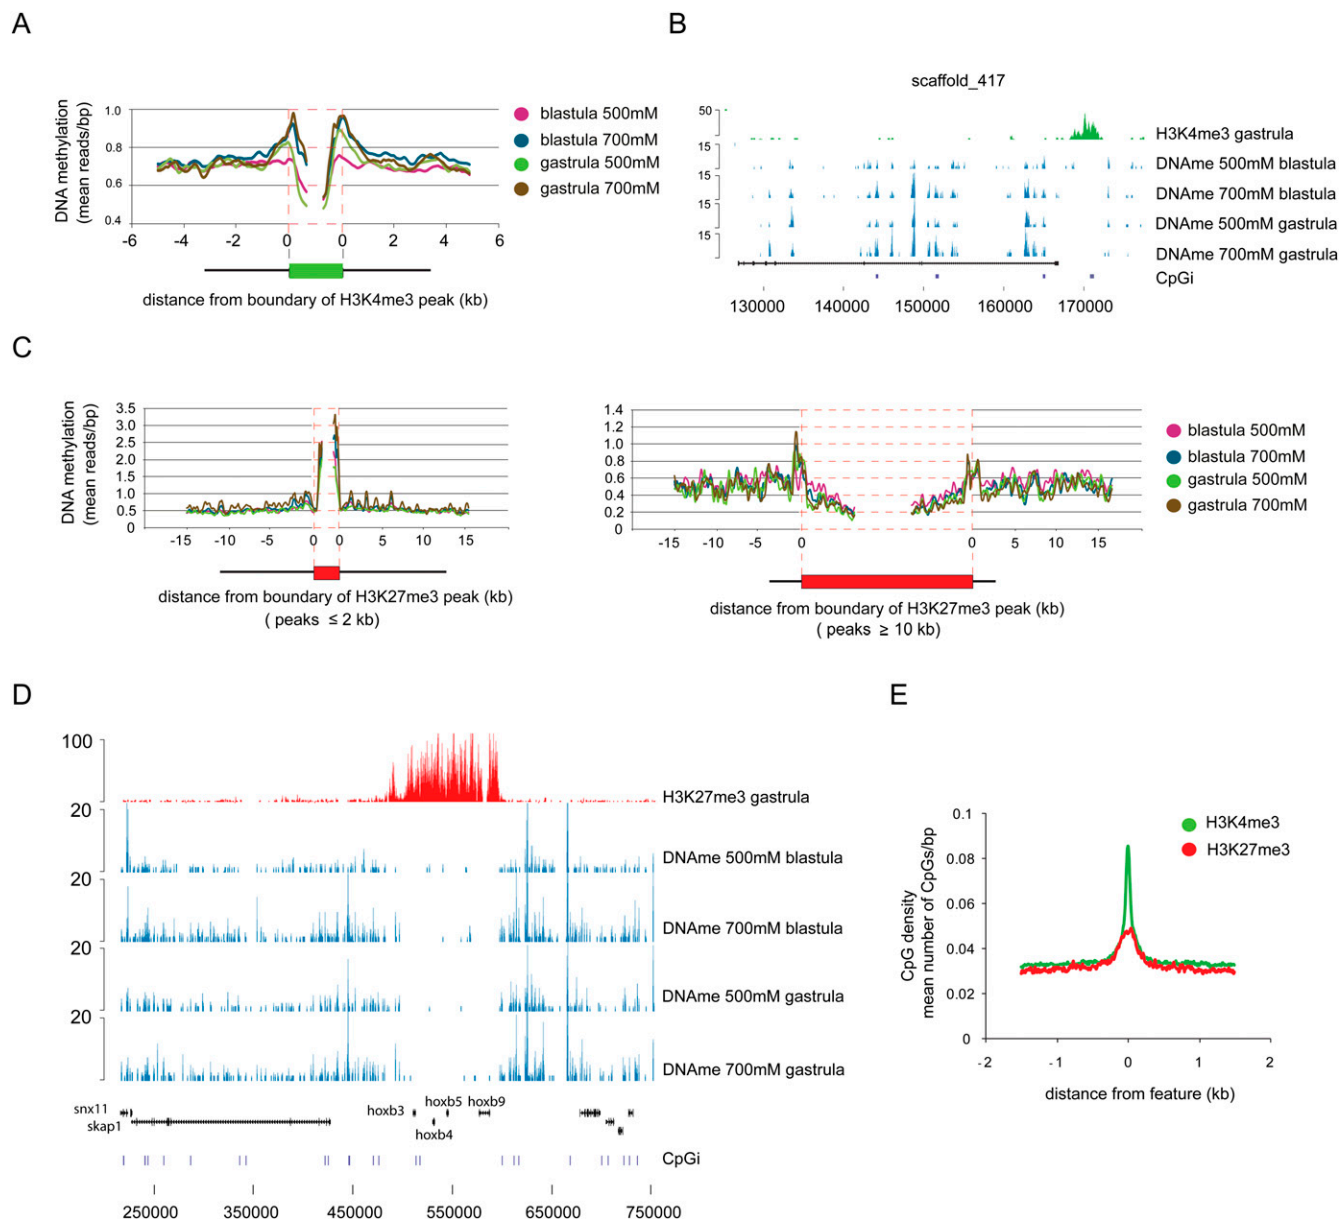 A
DNA methylation
(mean reads/bp)
1.0
0.8
0.6
0.4
-6 -4 -2 0 0 2 4 6
distance from boundary of H3K4me3 peak (kb)
blastula 500mM
blastula 700mM
gastrula 500mM
gastrula 700mM
B
scaffold_417
50
H3K4me3 gastrula
15
DNAme 500mM blastula
15
DNAme 700mM blastula
15
DNAme 500mM gastrula
15
DNAme 700mM gastrula
CpGi
130000 140000 150000 160000 170000
C
DNA methylation
(mean reads/bp)
3.5
3.0
2.5
2.0
1.5
1.0
0.5
0
-15 -10 -5 0 0 5 10 15
distance from boundary of H3K27me3 peak (kb)
( peaks ≤ 2 kb)
1.4
1.2
1.0
0.8
0.6
0.4
0.2
0
-15 -10 -5 0 0 5 10 15
distance from boundary of H3K27me3 peak (kb)
( peaks ≥ 10 kb)
blastula 500mM
blastula 700mM
gastrula 500mM
gastrula 700mM
D
100
H3K27me3 gastrula
20
DNAme 500mM blastula
20
DNAme 700mM blastula
20
DNAme 500mM gastrula
20
DNAme 700mM gastrula
snx11
skap1
hoxb3
hoxb4
hoxb5
hoxb9
CpGi
250000 350000 450000 550000 650000 750000
E
CpG density
mean number of CpGs/bp
0.1
0.08
0.06
0.04
0.02
0
-2 -1 0 1 2
distance from feature (kb)
H3K4me3
H3K27me3